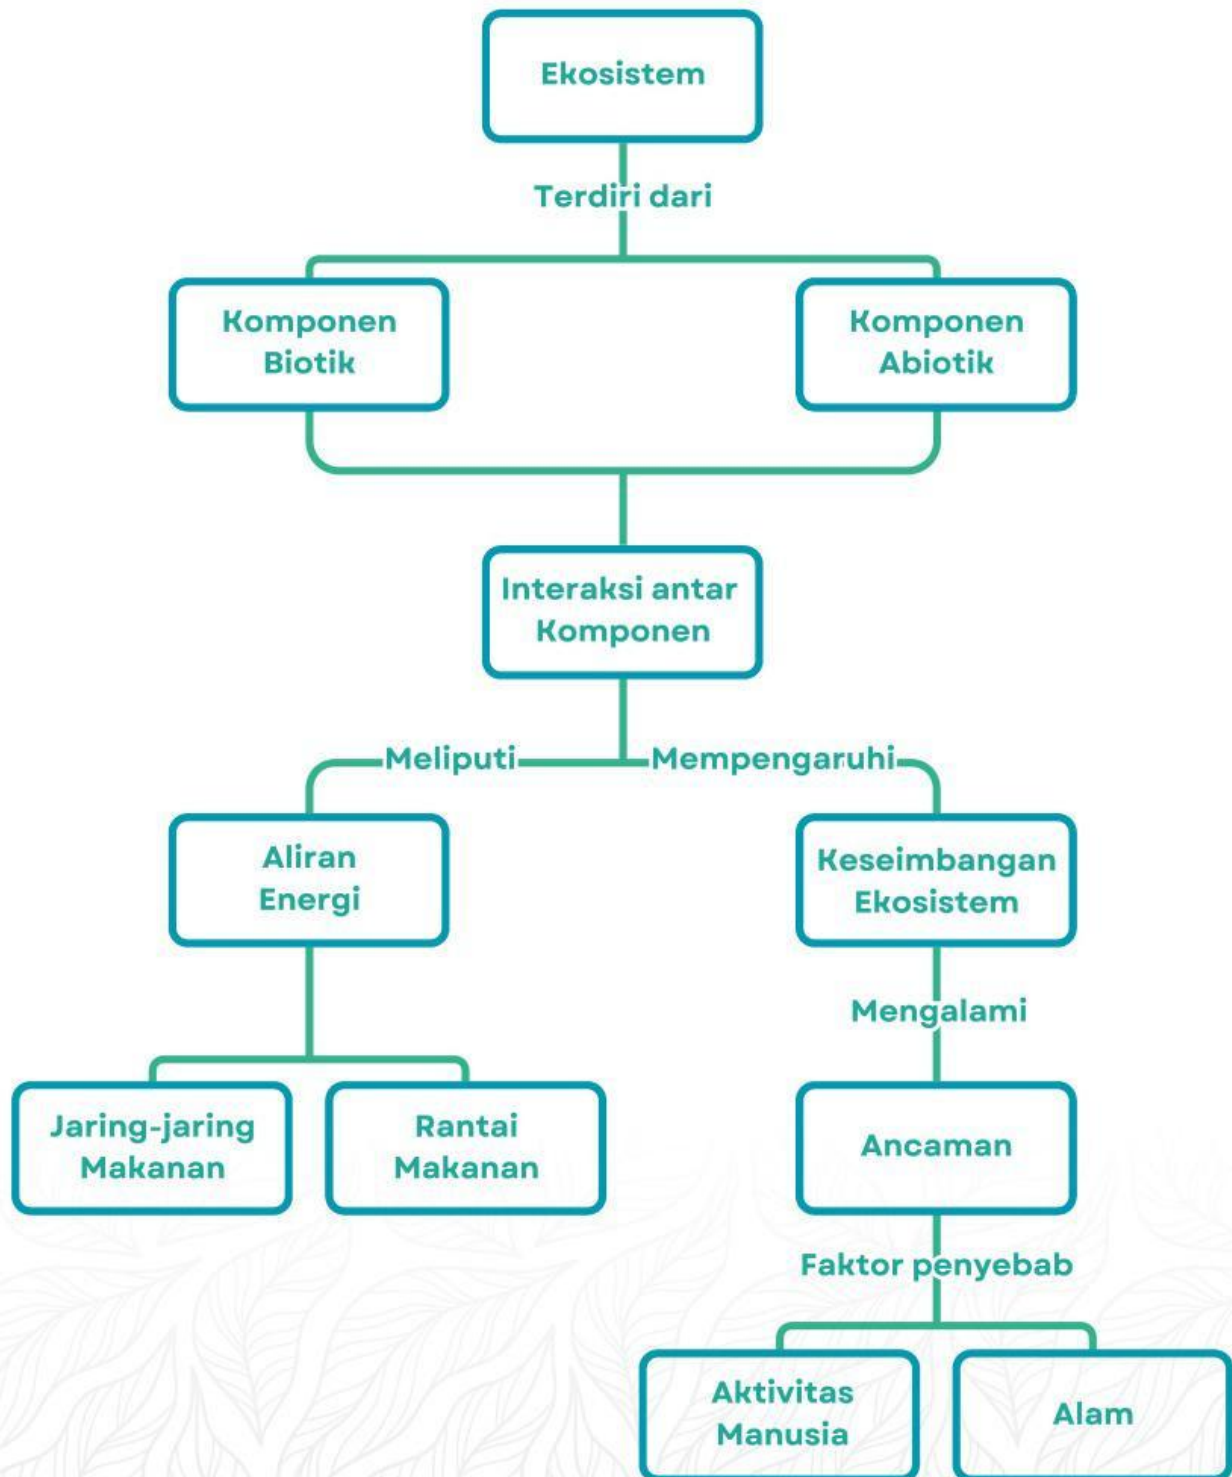 Ekosistem
Terdiri dari
Komponen
Biotik
Komponen
Abiotik
Interaksi antar
Komponen
Meliputi
Mempengaruhi
Aliran
Energi
Keseimbangan
Ekosistem
Mengalami
Jaring-jaring
Makanan
Rantai
Makanan
Ancaman
Faktor penyebab
Aktivitas
Manusia
Alam